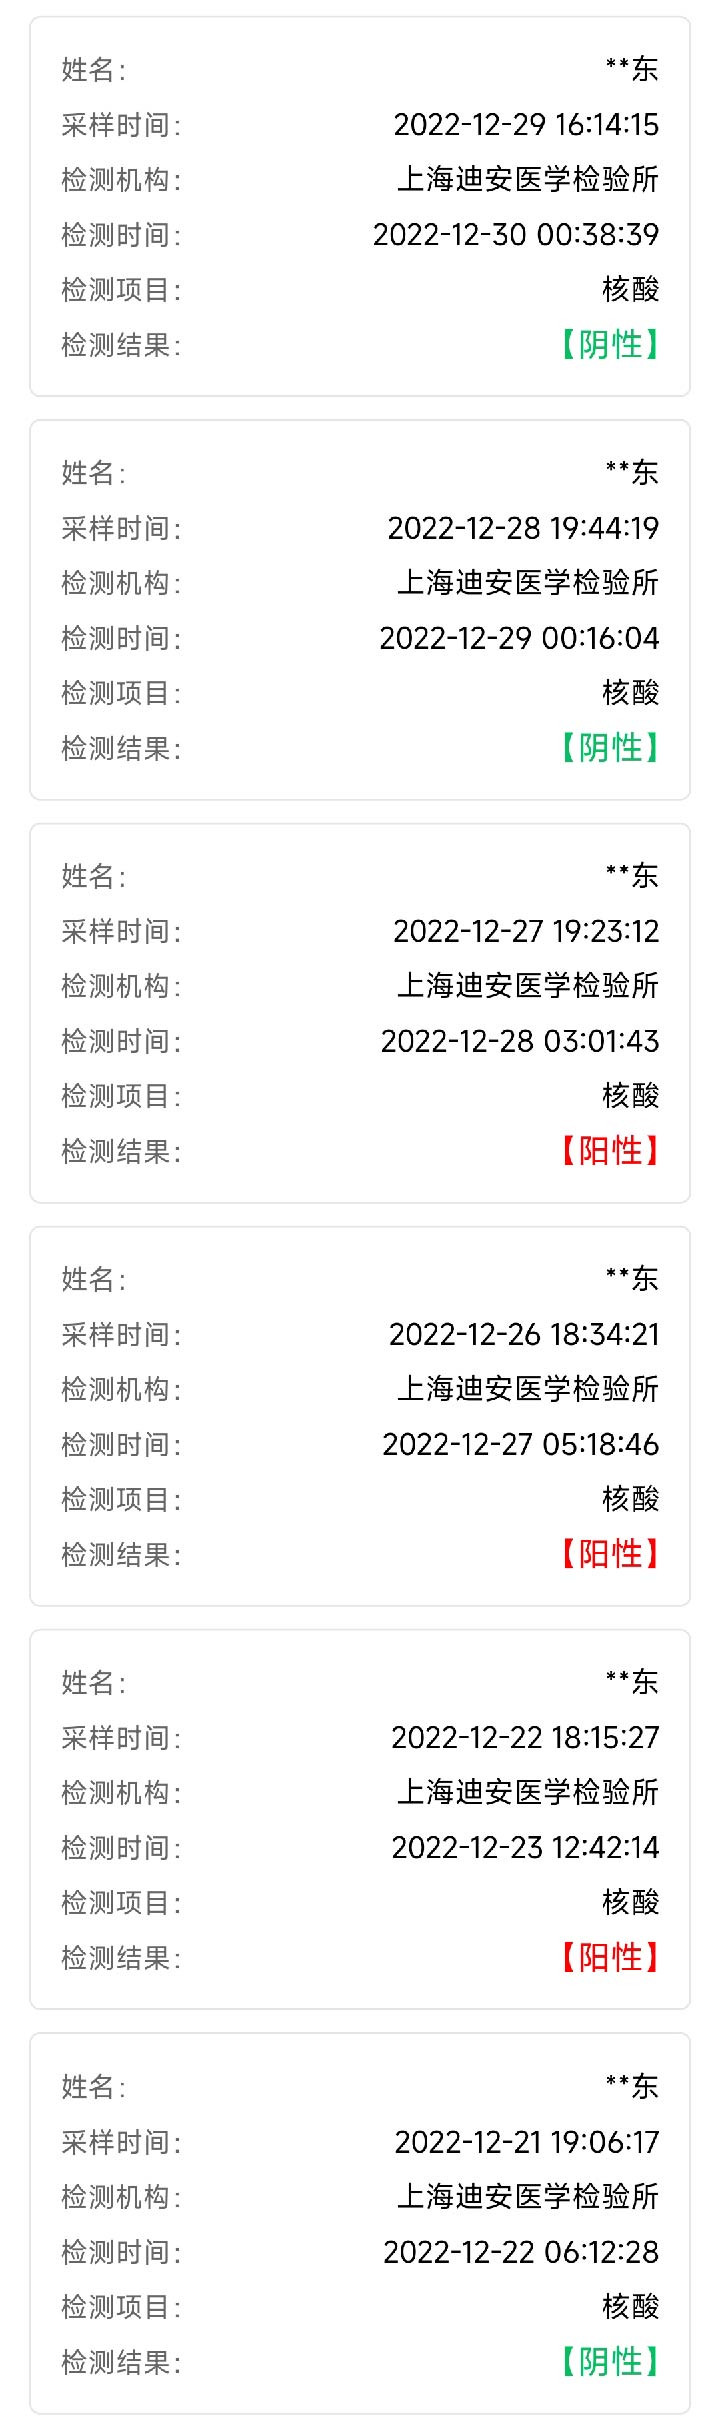 姓名: **东
采样时间: 2022-12-29 16:14:15
检测机构: 上海迪安医学检验所
检测时间: 2022-12-30 00:38:39
检测项目: 核酸
检测结果: 【阴性】
姓名: **东
采样时间: 2022-12-28 19:44:19
检测机构: 上海迪安医学检验所
检测时间: 2022-12-29 00:16:04
检测项目: 核酸
检测结果: 【阴性】
姓名: **东
采样时间: 2022-12-27 19:23:12
检测机构: 上海迪安医学检验所
检测时间: 2022-12-28 03:01:43
检测项目: 核酸
检测结果: 【阳性】
姓名: **东
采样时间: 2022-12-26 18:34:21
检测机构: 上海迪安医学检验所
检测时间: 2022-12-27 05:18:46
检测项目: 核酸
检测结果: 【阳性】
姓名: **东
采样时间: 2022-12-22 18:15:27
检测机构: 上海迪安医学检验所
检测时间: 2022-12-23 12:42:14
检测项目: 核酸
检测结果: 【阳性】
姓名: **东
采样时间: 2022-12-21 19:06:17
检测机构: 上海迪安医学检验所
检测时间: 2022-12-22 06:12:28
检测项目: 核酸
检测结果: 【阴性】